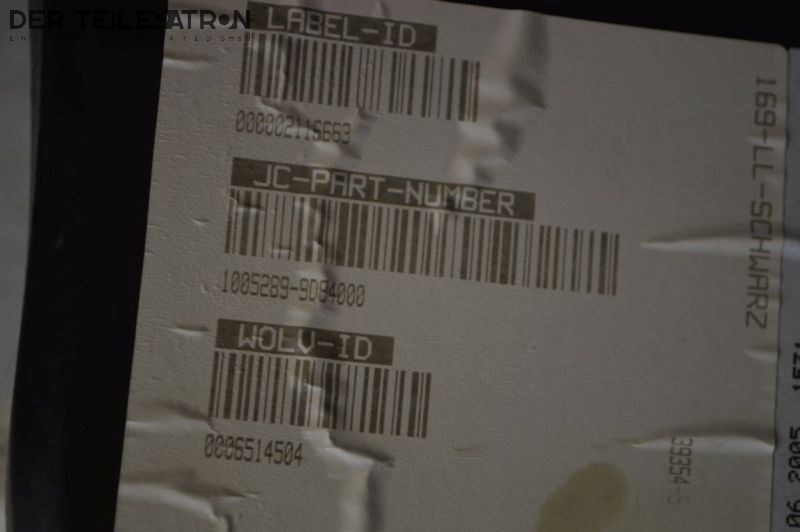 DER TEILEPATRON
LABEL-ID
000002116663
JC-PART-NUMBER
1005289-9D84000
WOLV-ID
0006514504
169-LL-SCHWARZ
39354-5
06.2005